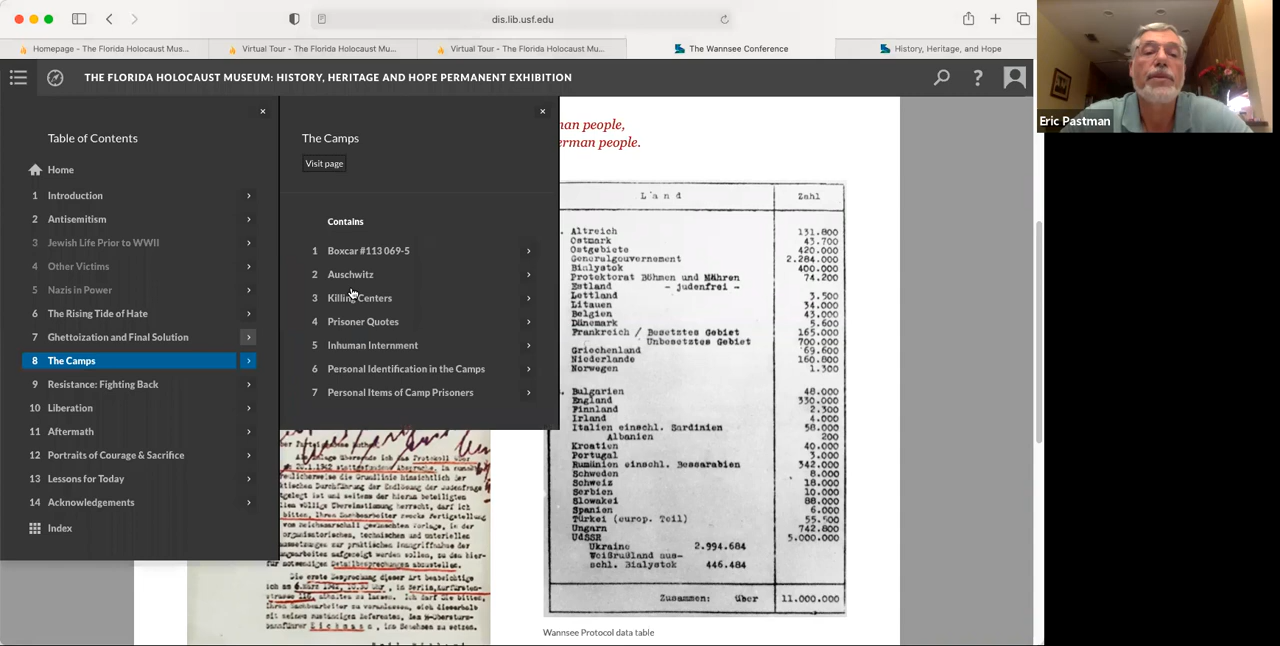 dis.lib.usf.edu
Homepage - The Florida Holocaust Mus...
Virtual Tour - The Florida Holocaust Mu...
Virtual Tour - The Florida Holocaust Mu...
The Wannsee Conference
History, Heritage, and Hope
THE FLORIDA HOLOCAUST MUSEUM: HISTORY, HERITAGE AND HOPE PERMANENT EXHIBITION
?
Eric Pastman
Table of Contents
Home
1 Introduction
2 Antisemitism
3 Jewish Life Prior to WWII
4 Other Victims
5 Nazis in Power
6 The Rising Tide of Hate
7 Ghettoization and Final Solution
8 The Camps
9 Resistance: Fighting Back
10 Liberation
11 Aftermath
12 Portraits of Courage & Sacrifice
13 Lessons for Today
14 Acknowledgements
Index
The Camps
Visit page
Contains
1 Boxcar #113 069-5
2 Auschwitz
3 Killing Centers
4 Prisoner Quotes
5 Inhuman Internment
6 Personal Identification in the Camps
7 Personal Items of Camp Prisoners
people,
people.
Land Zahl
Altreich 131.800
Ostmark 43.700
Ostgebiete 420.000
Generalgouvernement 2.284.000
Bialystok 400.000
Protektorat Böhmen und Mähren 74.200
Estland - judenfrei -
Lettland 3.500
Litauen 34.000
Belgien 43.000
Dänemark 5.600
Frankreich / Besetztes Gebiet 165.000
Unbesetztes Gebiet 700.000
Griechenland 69.600
Niederlande 160.800
Norwegen 1.300
Bulgarien 48.000
England 330.000
Finnland 2.300
Irland 4.000
Italien einschl. Sardinien 58.000
Albanien 200
Kroatien 40.000
Portugal 3.000
Rumänien einschl. Bessarabien 342.000
Schweden 8.000
Schweiz 18.000
Serbien 10.000
Slowakei 88.000
Spanien 6.000
Türkei (europ. Teil) 55.500
Ungarn 742.800
UdSSR 5.000.000
Ukraine 2.994.684
Weißrußland aus-
schl. Bialystok 446.484
Zusammen: über 11.000.000
Wannsee Protocol data table